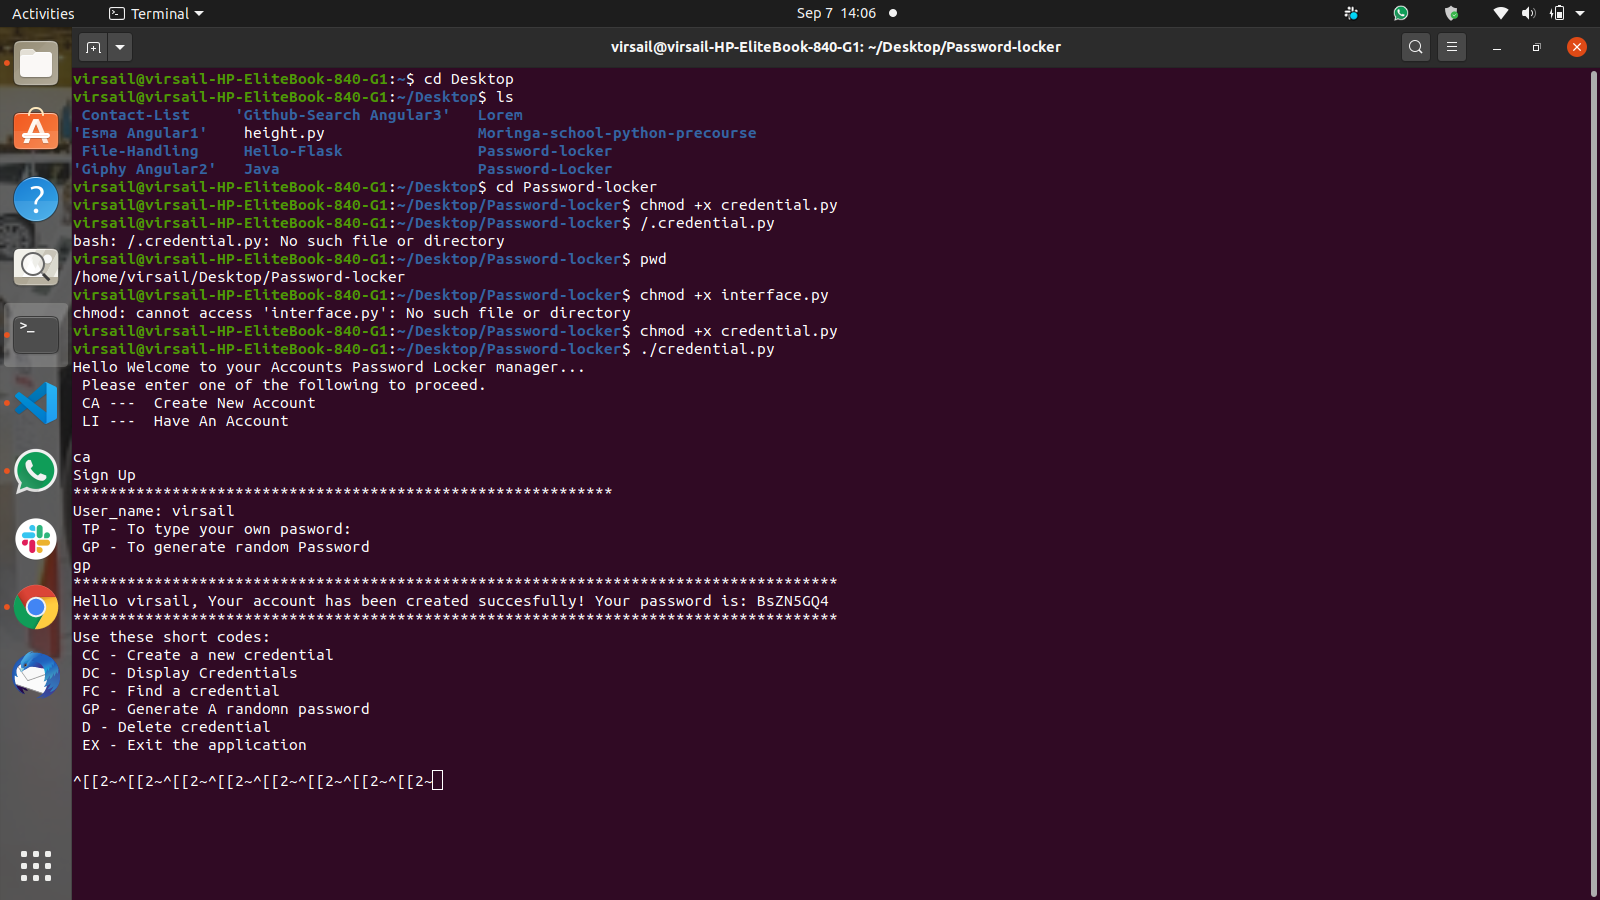 Activities Terminal Sep 7 14:06
virsail@virsail-HP-EliteBook-840-G1: ~/Desktop/Password-locker
virsail@virsail-HP-EliteBook-840-G1:~$ cd Desktop
virsail@virsail-HP-EliteBook-840-G1:~/Desktop$ ls
 Contact-List     'Github-Search Angular3'   Lorem
'Esma Angular1'    height.py                 Moringa-school-python-precourse
 File-Handling     Hello-Flask               Password-locker
'Giphy Angular2'   Java                      Password-Locker
virsail@virsail-HP-EliteBook-840-G1:~/Desktop$ cd Password-locker
virsail@virsail-HP-EliteBook-840-G1:~/Desktop/Password-locker$ chmod +x credential.py
virsail@virsail-HP-EliteBook-840-G1:~/Desktop/Password-locker$ /.credential.py
bash: /.credential.py: No such file or directory
virsail@virsail-HP-EliteBook-840-G1:~/Desktop/Password-locker$ pwd
/home/virsail/Desktop/Password-locker
virsail@virsail-HP-EliteBook-840-G1:~/Desktop/Password-locker$ chmod +x interface.py
chmod: cannot access 'interface.py': No such file or directory
virsail@virsail-HP-EliteBook-840-G1:~/Desktop/Password-locker$ chmod +x credential.py
virsail@virsail-HP-EliteBook-840-G1:~/Desktop/Password-locker$ ./credential.py
Hello Welcome to your Accounts Password Locker manager...
 Please enter one of the following to proceed.
 CA ---  Create New Account
 LI ---  Have An Account
ca
Sign Up
************************************************************
User_name: virsail
 TP - To type your own pasword:
 GP - To generate random Password
gp
*************************************************************************************
Hello virsail, Your account has been created succesfully! Your password is: BsZN5GQ4
*************************************************************************************
Use these short codes:
 CC - Create a new credential
 DC - Display Credentials
 FC - Find a credential
 GP - Generate A randomn password
 D - Delete credential
 EX - Exit the application
^[[2~^[[2~^[[2~^[[2~^[[2~^[[2~^[[2~^[[2~